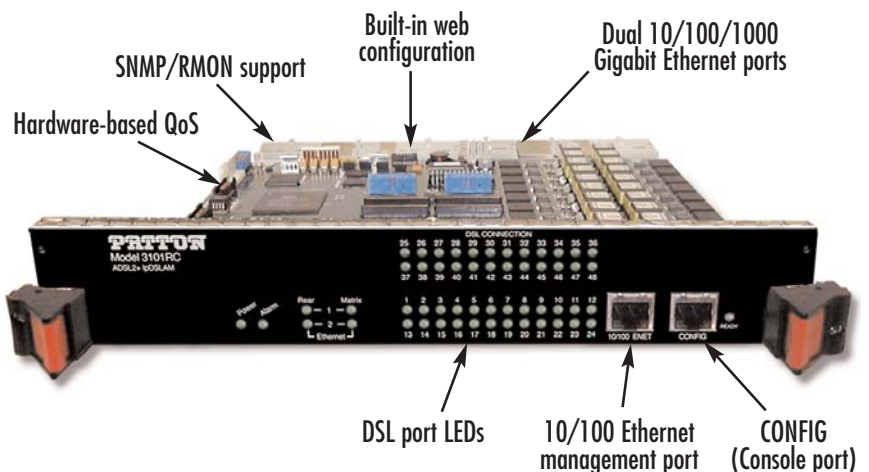 Built-in web
configuration
Dual 10/100/1000
Gigabit Ethernet ports
SNMP/RMON support
Hardware-based QoS
PATTON
Model 3101RC
ADSL2+ IpDSLAM
DSL CONNECTION
25 26 27 28 29 30 31 32 33 34 35 36
37 38 39 40 41 42 43 44 45 46 47 48
Power Alarm
Rear Matrix
1
2
Ethernet
1 2 3 4 5 6 7 8 9 10 11 12
13 14 15 16 17 18 19 20 21 22 23 24
10/100 ENET
CONFIG
READY
DSL port LEDs
10/100 Ethernet
management port
CONFIG
(Console port)